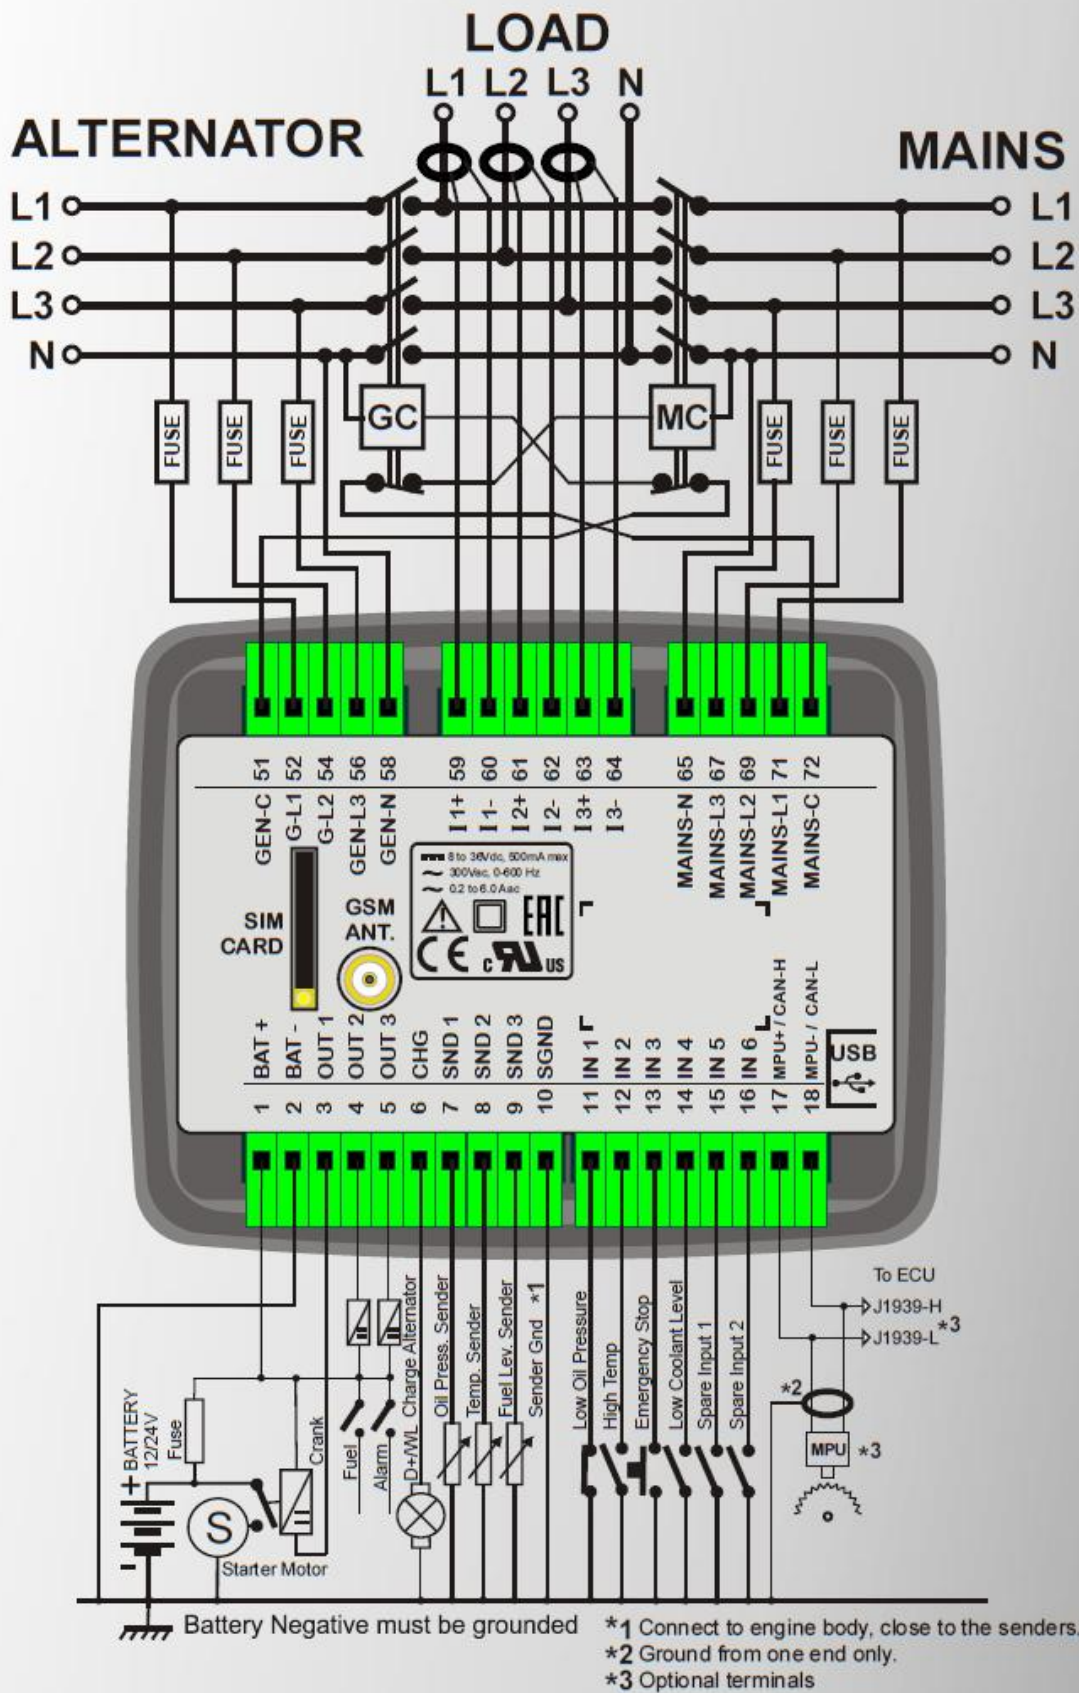 LOAD
L1 L2 L3 N
ALTERNATOR
MAINS
L1
L2
L3
N
L1
L2
L3
N
GC
MC
FUSE
FUSE
FUSE
FUSE
FUSE
FUSE
51 GEN-C
52 G-L1
54 G-L2
56 GEN-L3
58 GEN-N
59 I1+
60 I1-
61 I2+
62 I2-
63 I3+
64 I3-
65 MAINS-N
67 MAINS-L3
69 MAINS-L2
71 MAINS-L1
72 MAINS-C
8 to 36Vdc, 500mA max
300Vac, 0-600 Hz
0.2 to 6.0 Aac
EAC
CE
c RU US
SIM
CARD
GSM
ANT.
1 BAT +
2 BAT -
3 OUT 1
4 OUT 2
5 OUT 3
6 CHG
7 SND 1
8 SND 2
9 SND 3
10 SGND
11 IN 1
12 IN 2
13 IN 3
14 IN 4
15 IN 5
16 IN 6
17 MPU+ / CAN-H
18 MPU- / CAN-L
USB
To ECU
J1939-H
J1939-L *3
*2
MPU *3
+ BATTERY
12/24V
-
Fuse
S
Starter Motor
Crank
Fuel
Alarm
D+/WL Charge Alternator
Oil Press. Sender
Temp. Sender
Fuel Lev. Sender
Sender Gnd *1
Low Oil Pressure
High Temp
Emergency Stop
Low Coolant Level
Spare Input 1
Spare Input 2
Battery Negative must be grounded
*1 Connect to engine body, close to the senders.
*2 Ground from one end only.
*3 Optional terminals